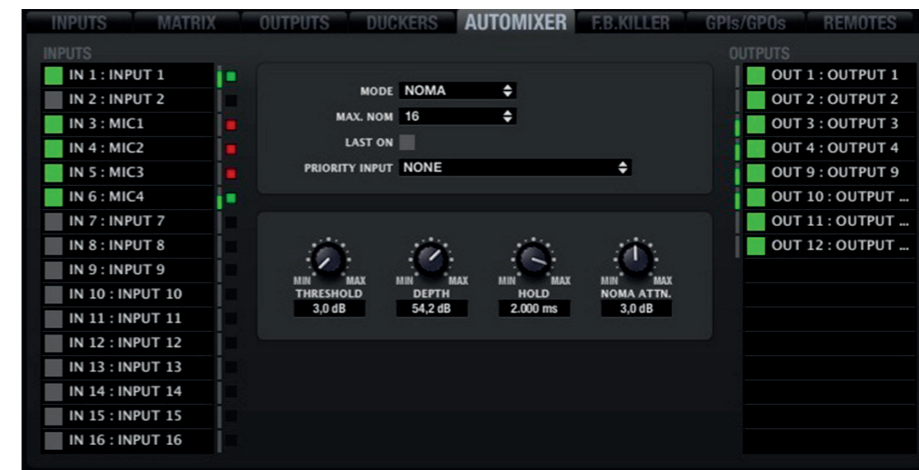 INPUTS MATRIX OUTPUTS DUCKERS AUTOMIXER F.B.KILLER GPIs/GPOs REMOTES
INPUTS
IN 1 : INPUT 1
IN 2 : INPUT 2
IN 3 : MIC1
IN 4 : MIC2
IN 5 : MIC3
IN 6 : MIC4
IN 7 : INPUT 7
IN 8 : INPUT 8
IN 9 : INPUT 9
IN 10 : INPUT 10
IN 11 : INPUT 11
IN 12 : INPUT 12
IN 13 : INPUT 13
IN 14 : INPUT 14
IN 15 : INPUT 15
IN 16 : INPUT 16
MODE NOMA
MAX. NOM 16
LAST ON
PRIORITY INPUT NONE
MIN MAX MIN MAX MIN MAX MIN MAX
THRESHOLD DEPTH HOLD NOMA ATTN.
3,0 dB 54,2 dB 2.000 ms 3,0 dB
OUTPUTS
OUT 1 : OUTPUT 1
OUT 2 : OUTPUT 2
OUT 3 : OUTPUT 3
OUT 4 : OUTPUT 4
OUT 9 : OUTPUT 9
OUT 10 : OUTPUT ...
OUT 11 : OUTPUT ...
OUT 12 : OUTPUT ...